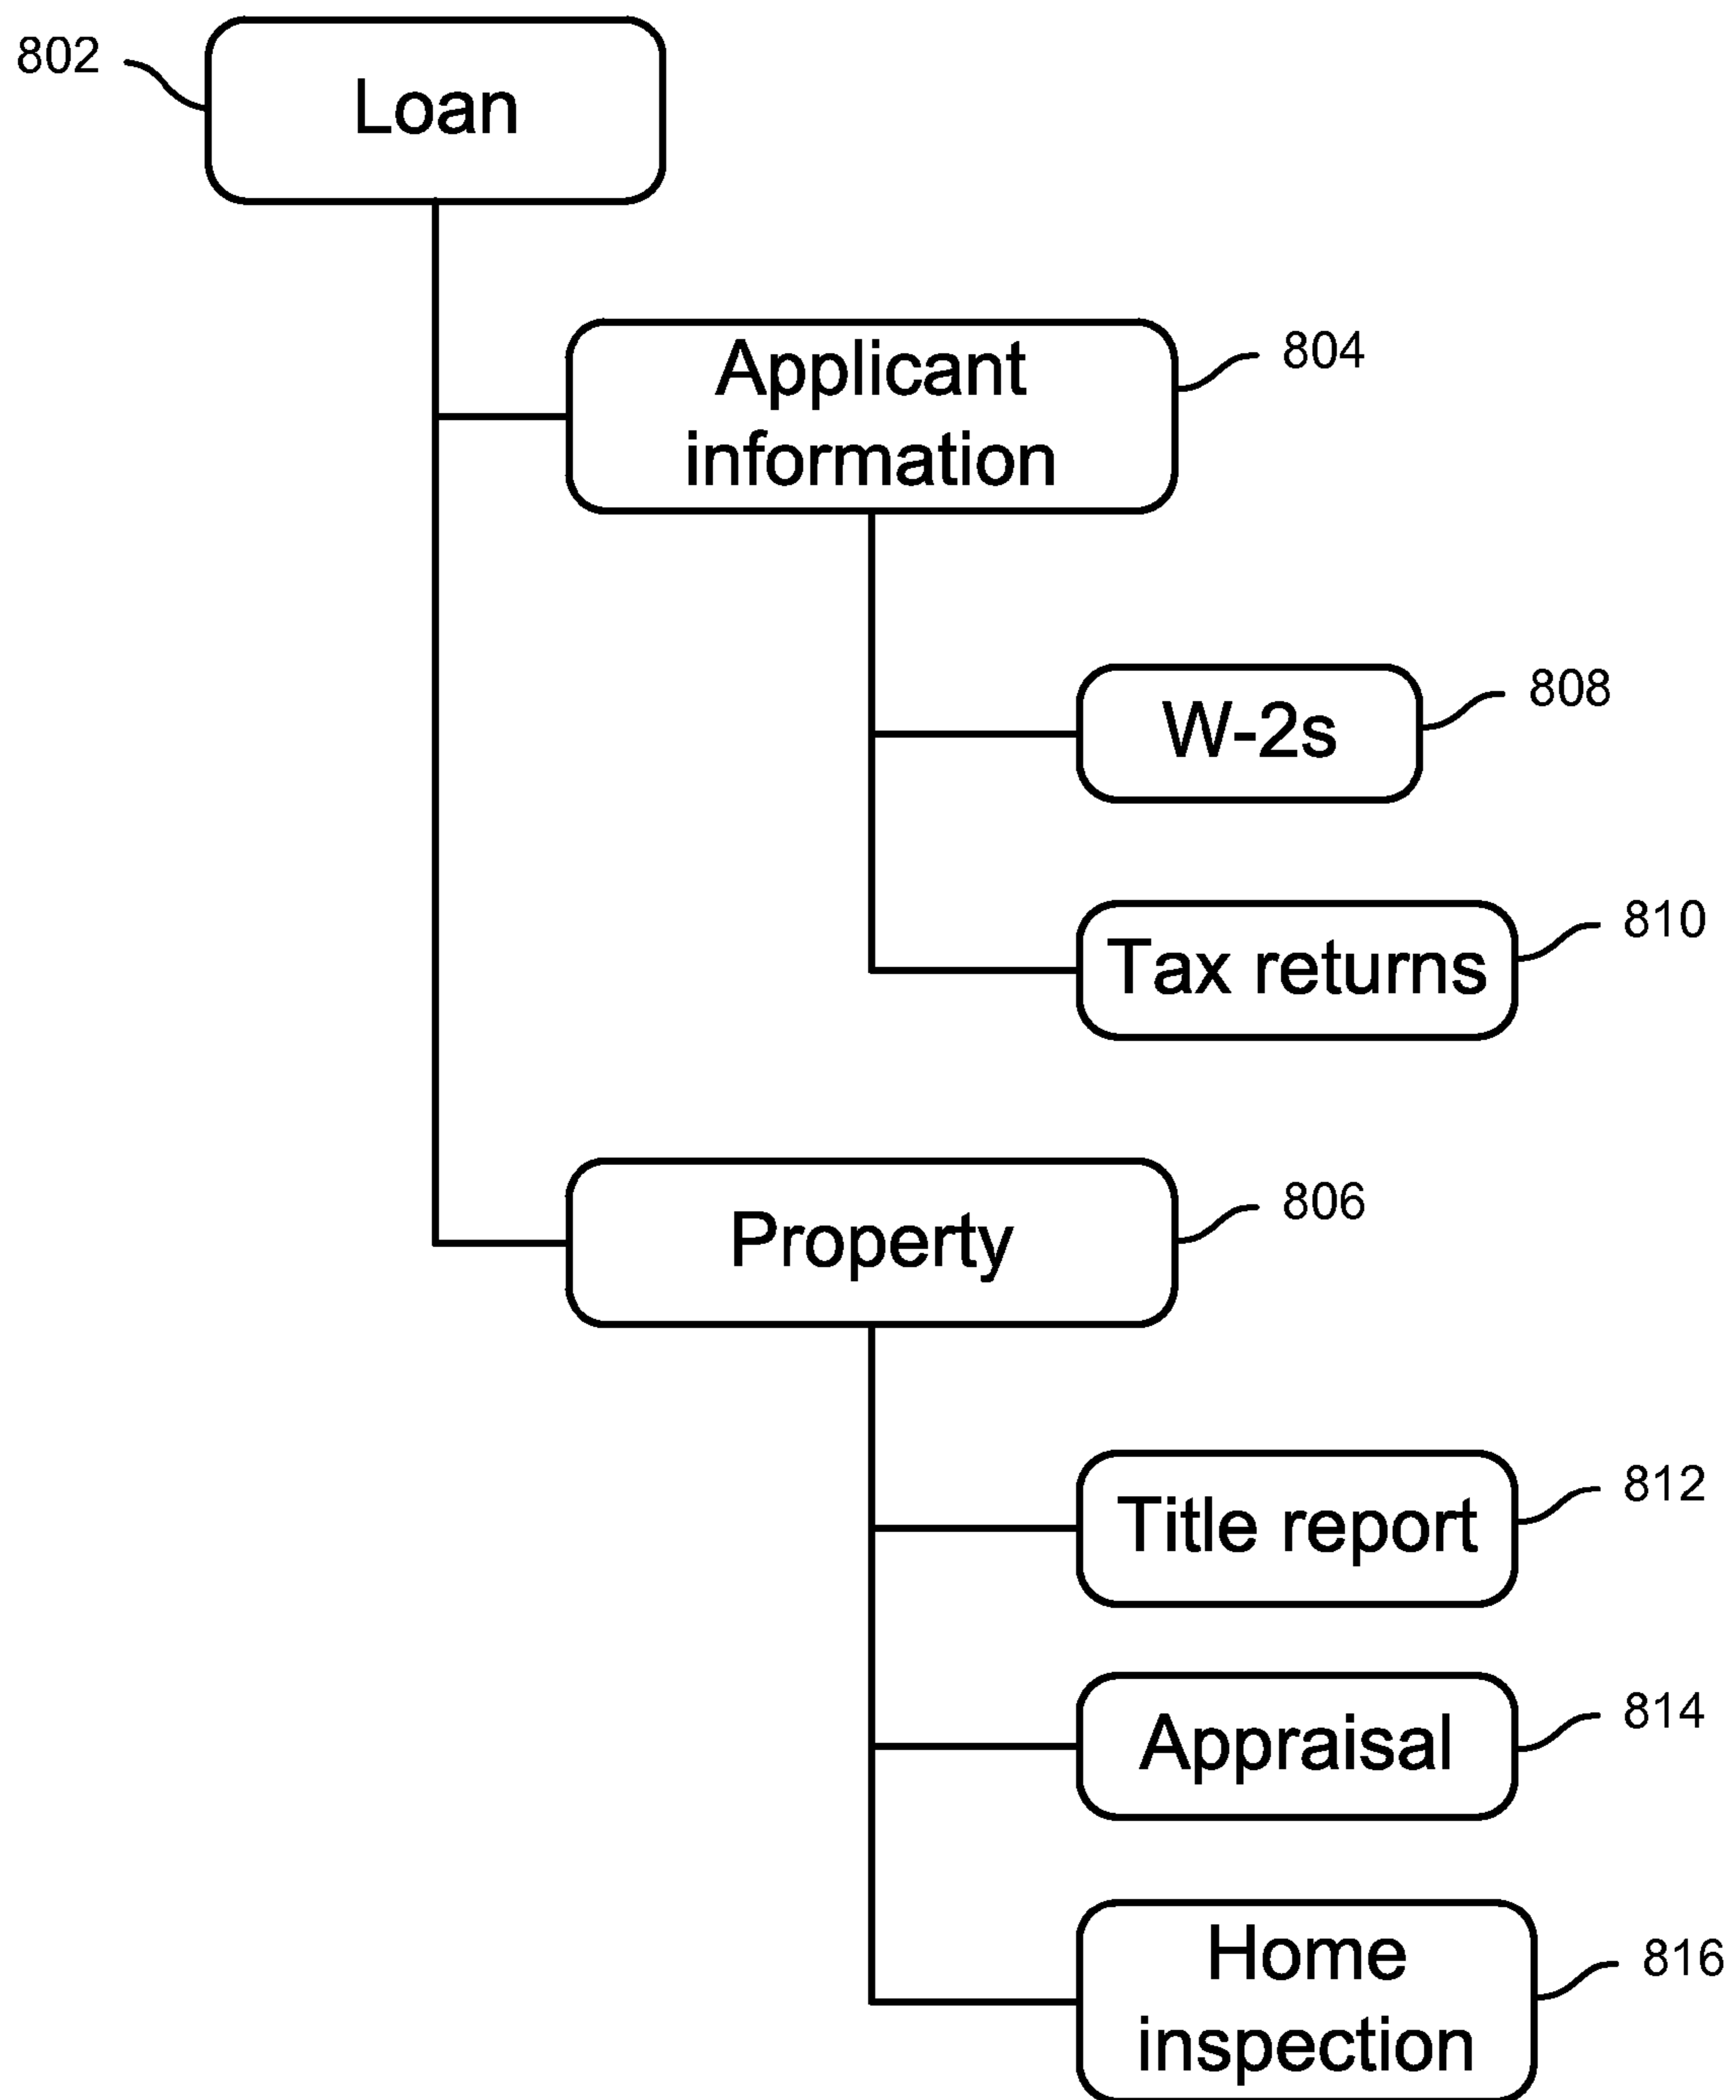 802
Loan
Applicant
information
804
W-2s
808
Tax returns
810
Property
806
Title report
812
Appraisal
814
Home
inspection
816